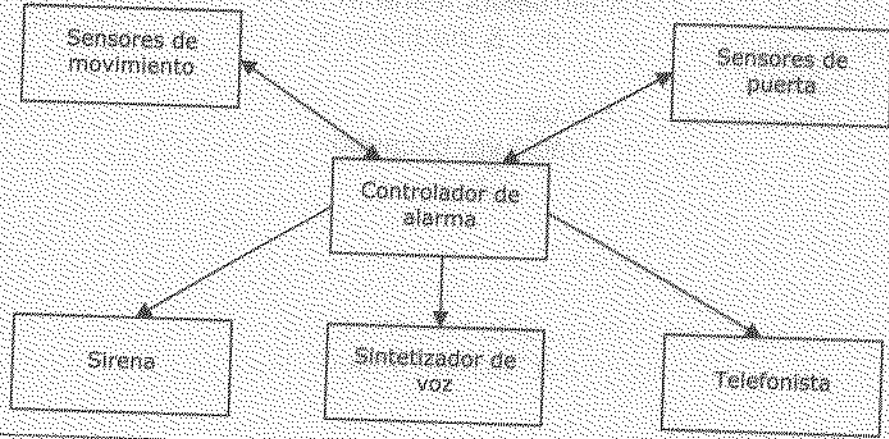 Sensores de
movimiento
Sensores de
puerta
Controlador de
alarma
Sirena
Sintetizador de
voz
Telefonista